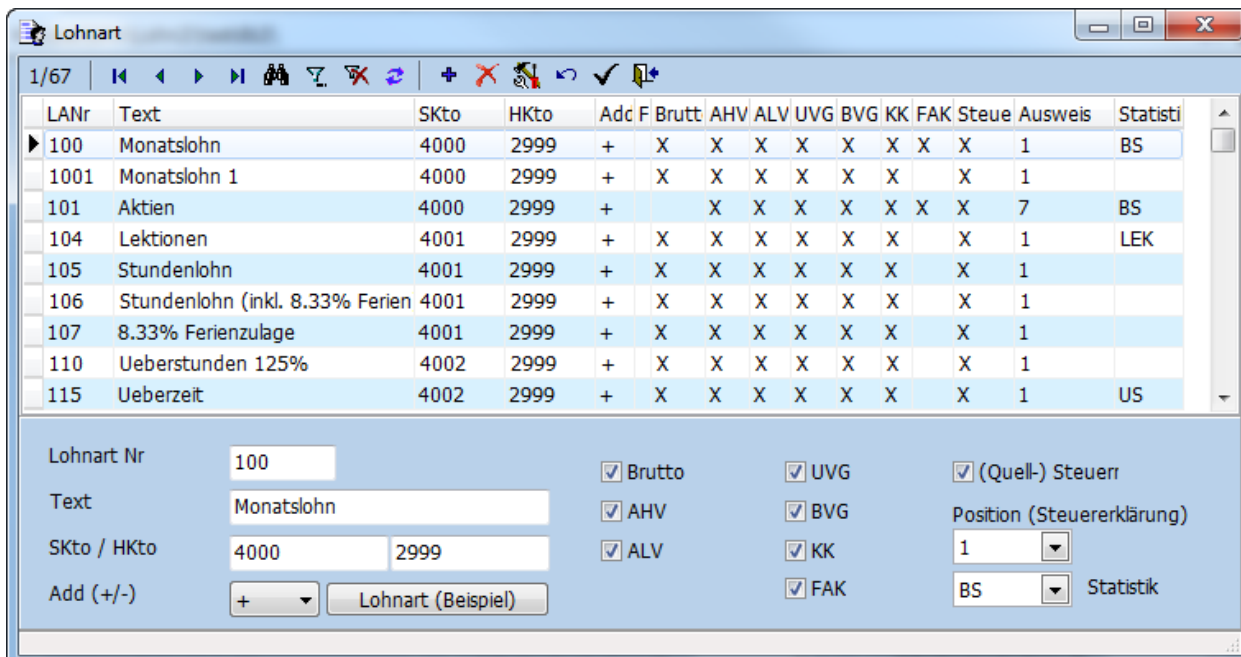 Lohnart
1/67
LANr Text SKto HKto Add F Brutt AHV ALV UVG BVG KK FAK Steue Ausweis Statisti
100 Monatslohn 4000 2999 + X X X X X X X X 1 BS
1001 Monatslohn 1 4000 2999 + X X X X X X X 1
101 Aktien 4000 2999 + X X X X X X X 7 BS
104 Lektionen 4001 2999 + X X X X X X X 1 LEK
105 Stundenlohn 4001 2999 + X X X X X X X 1
106 Stundenlohn (inkl. 8.33% Ferien 4001 2999 + X X X X X X X 1
107 8.33% Ferienzulage 4001 2999 + X X X X X X X 1
110 Ueberstunden 125% 4002 2999 + X X X X X X X 1
115 Ueberzeit 4002 2999 + X X X X X X X 1 US
Lohnart Nr 100
Text Monatslohn
SKto / HKto 4000 2999
Add (+/-) + Lohnart (Beispiel)
Brutto
AHV
ALV
UVG
BVG
KK
FAK
(Quell-) Steuerr
Position (Steuererklärung)
1
BS Statistik